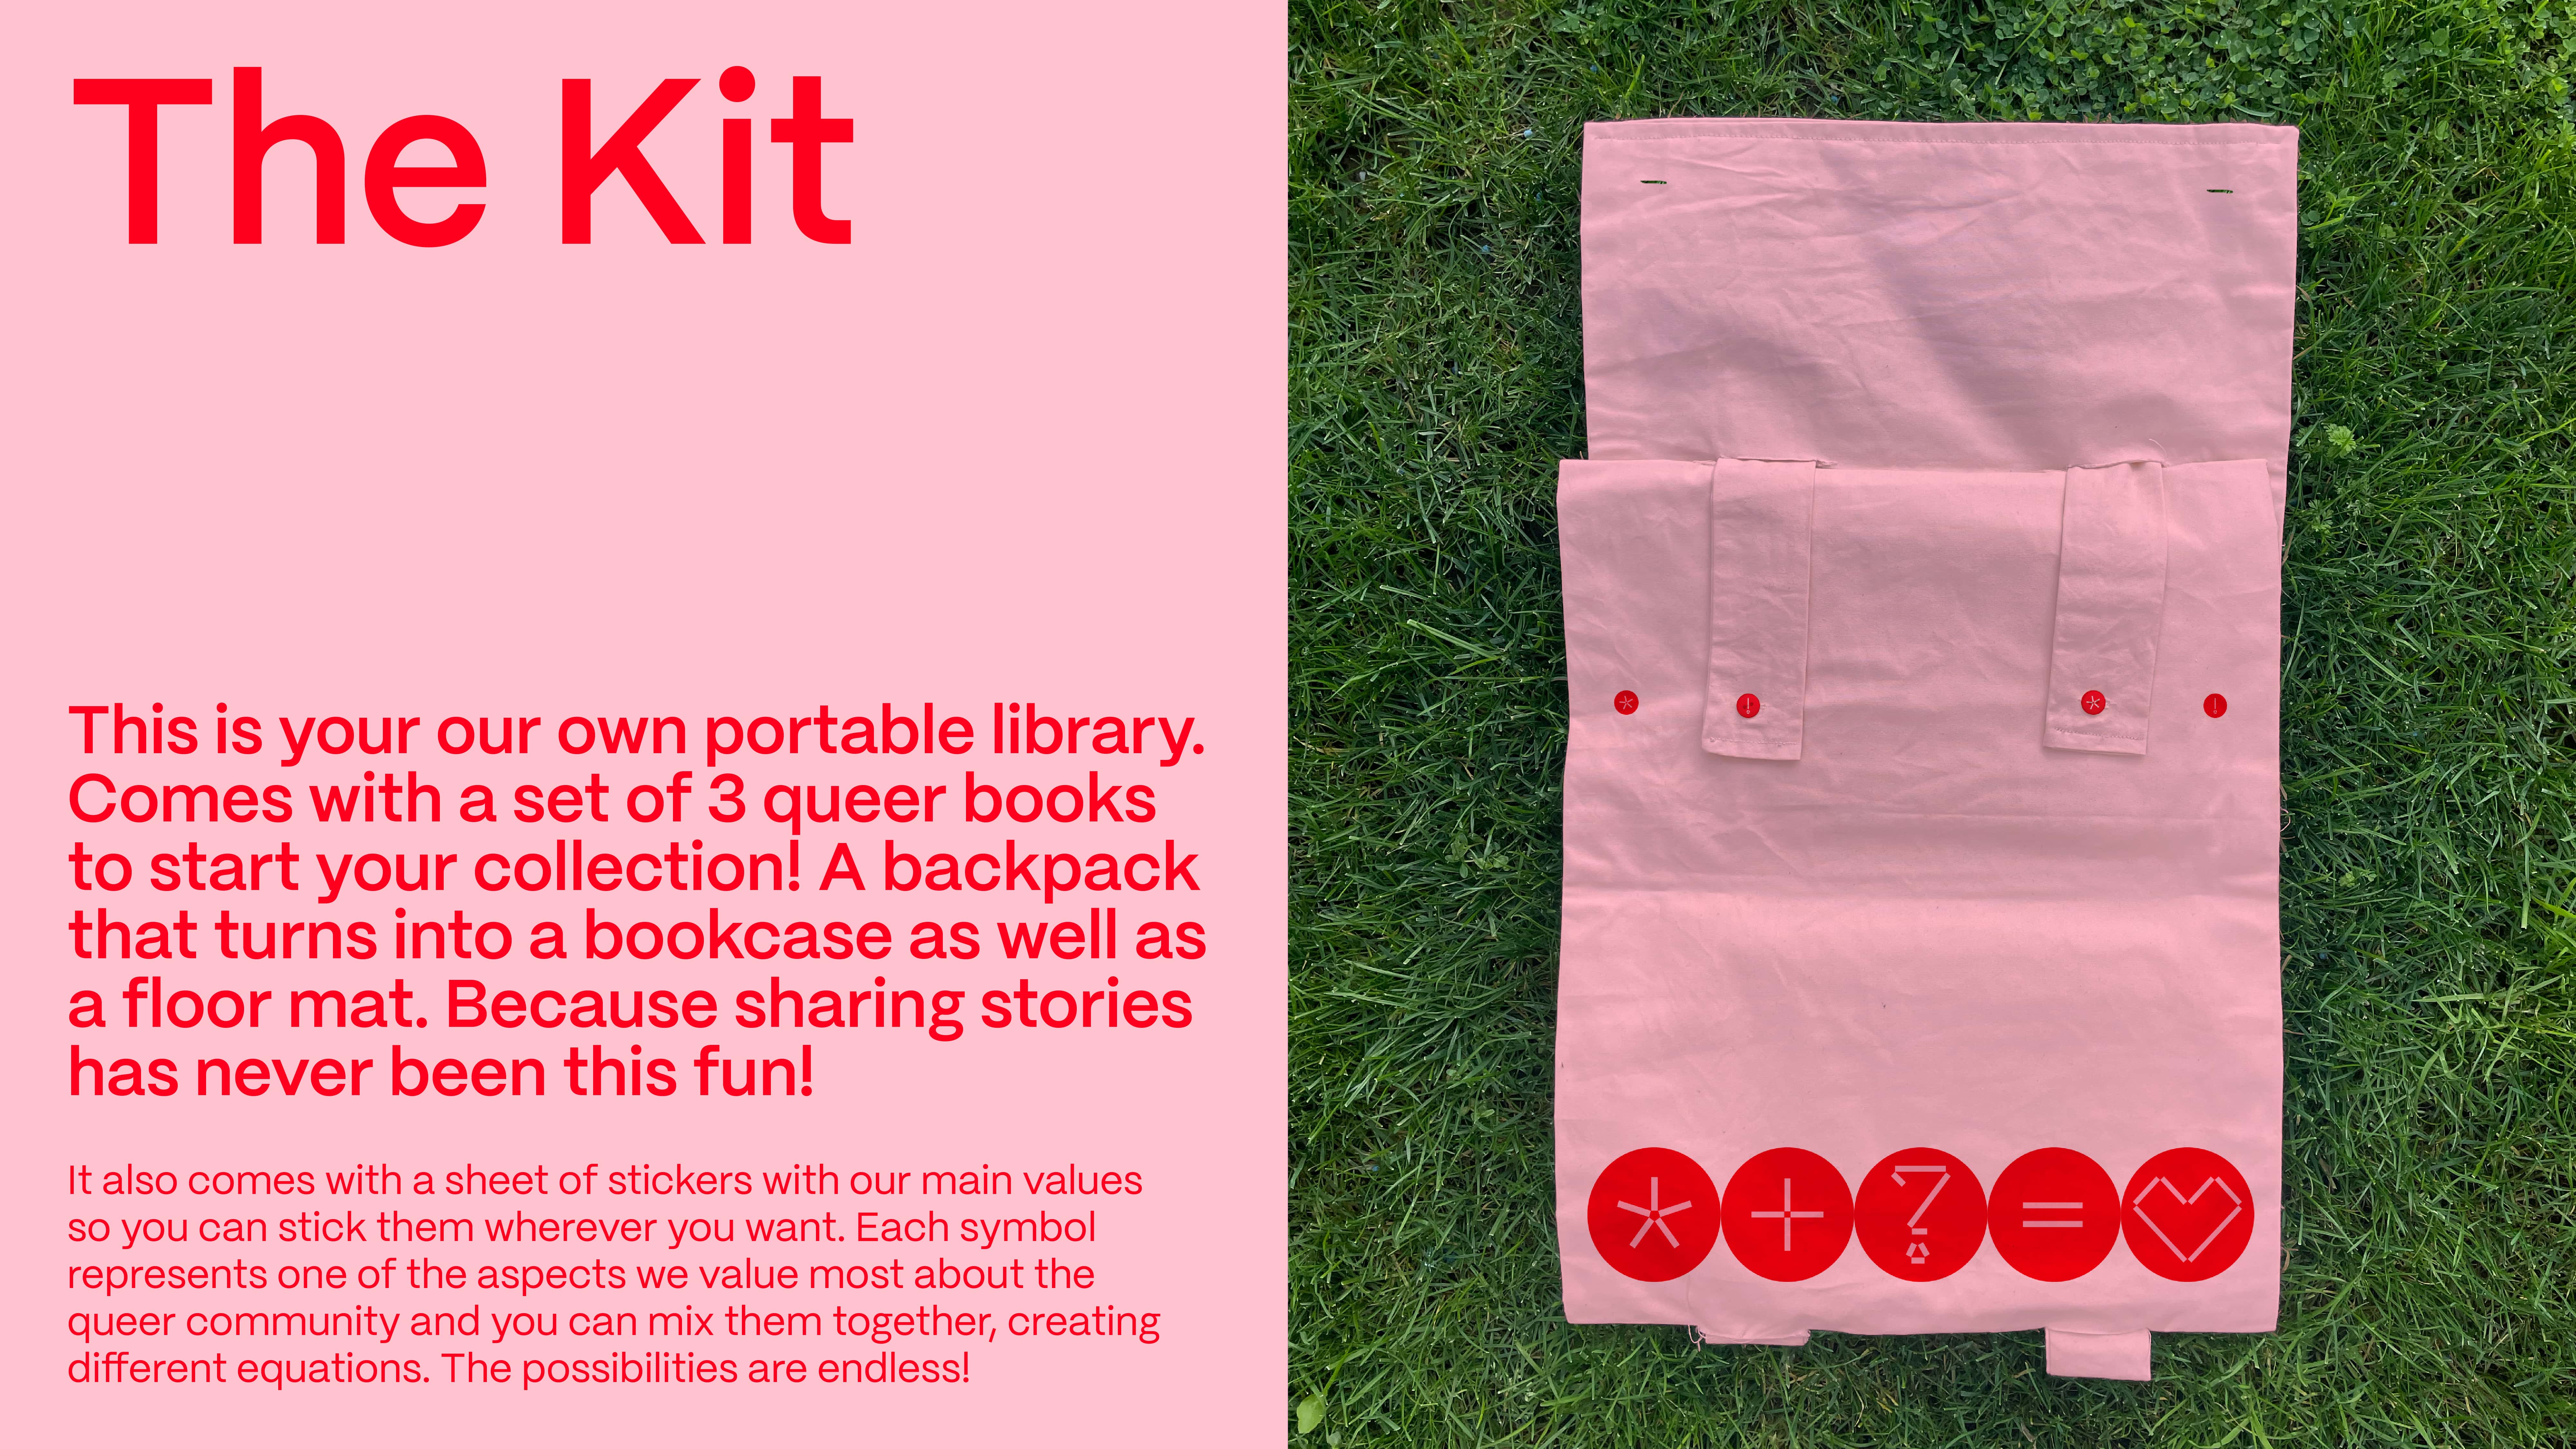 The Kit
This is your our own portable library.
Comes with a set of 3 queer books
to start your collection! A backpack
that turns into a bookcase as well as
a floor mat. Because sharing stories
has never been this fun!
It also comes with a sheet of stickers with our main values
so you can stick them wherever you want. Each symbol
represents one of the aspects we value most about the
queer community and you can mix them together, creating
different equations. The possibilities are endless!
* ! * !
* + ? = ♡